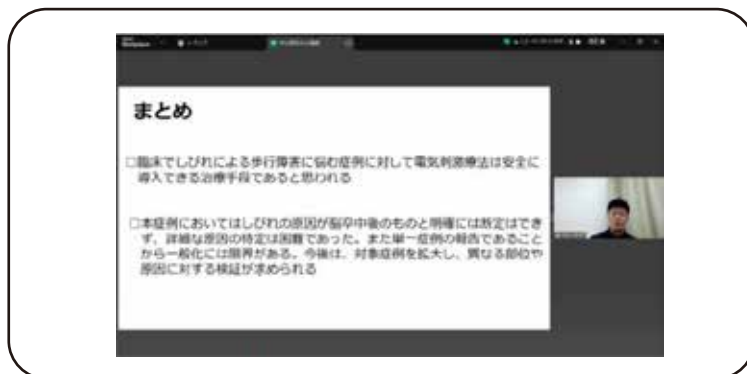 まとめ
□臨床でしびれによる歩行障害に悩む症例に対して電気刺激療法は安全に
導入できる治療手段であると思われる
□本症例においてはしびれの原因が脳卒中後のものと明確には断定はでき
ず、詳細な原因の特定は困難であった。また単一症例の報告であること
から一般化には限界がある。今後は、対象症例を拡大し、異なる部位や
原因に対する検証が求められる